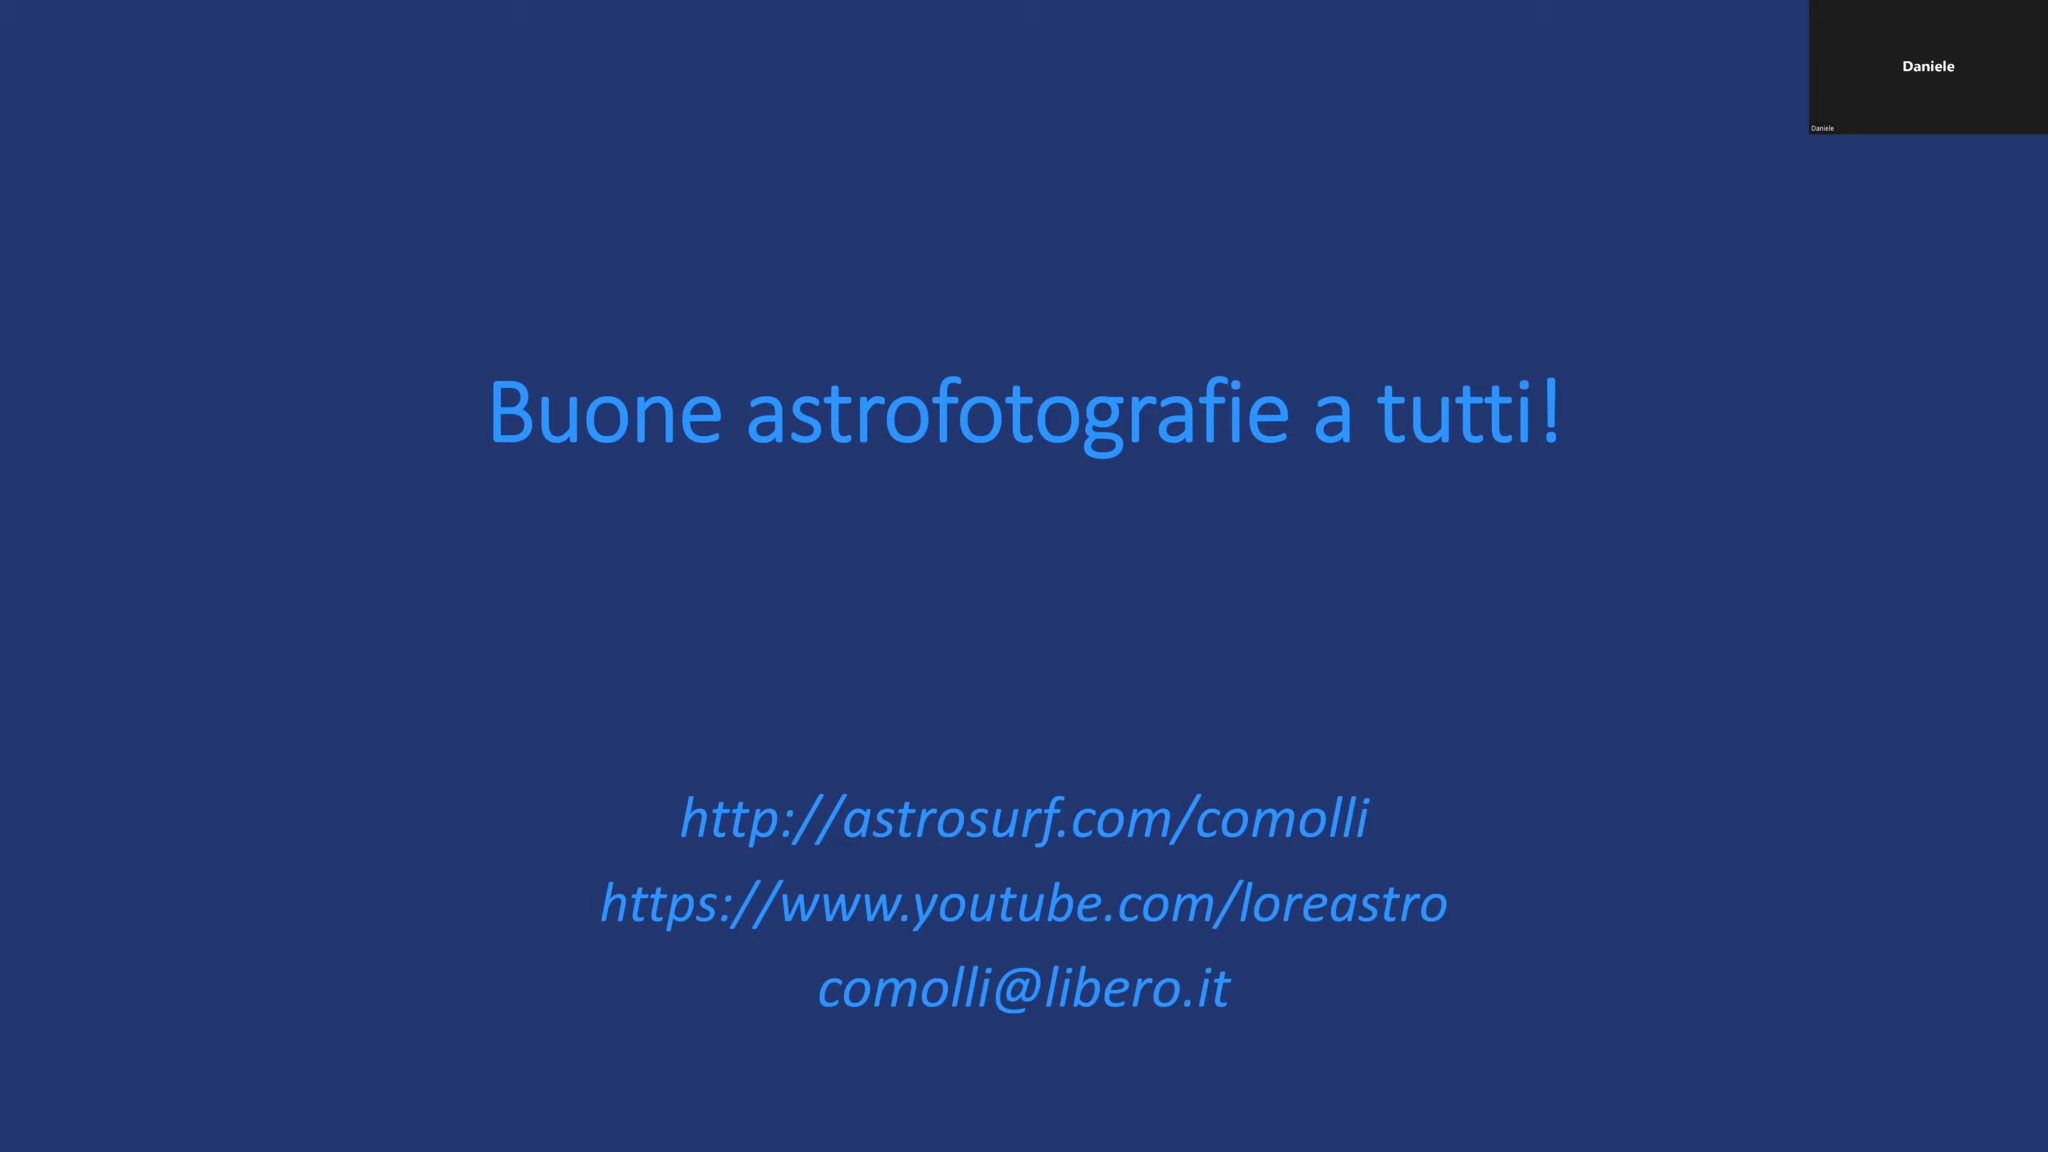 Daniele
Daniele
Buone astrofotografie a tutti!
http://astrosurf.com/comolli
https://www.youtube.com/loreastro
comolli@libero.it